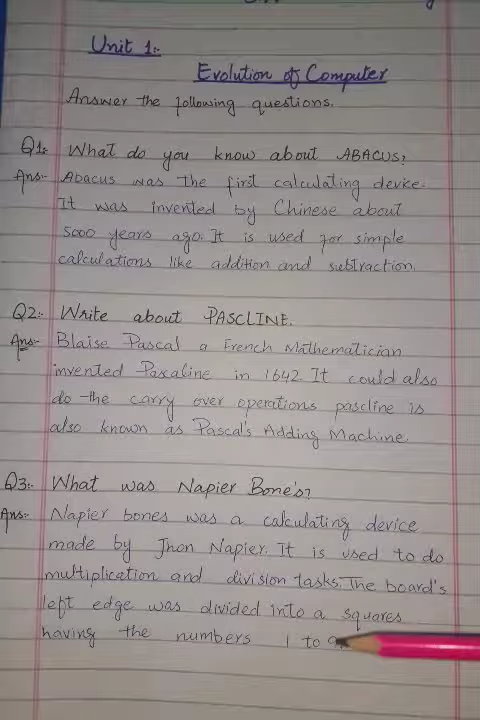 Unit 1:-
Evolution of Computer
Answer the following questions.
Q1:- What do you know about ABACUS?
Ans:- Abacus was the first calculating device.
It was invented by Chinese about
5000 years ago. It is used for simple
calculations like addition and subtraction.
Q2:- Write about PASCLINE.
Ans:- Blaise Pascal a French Mathematician
invented Pascaline in 1642. It could also
do the carry over operations pascline is
also known as Pascal's Adding Machine.
Q3:- What was Napier Bone's?
Ans:- Napier bones was a calculating device
made by Jhon Napier. It is used to do
multiplication and division tasks. The board's
left edge was divided into a squares
having the numbers 1 to